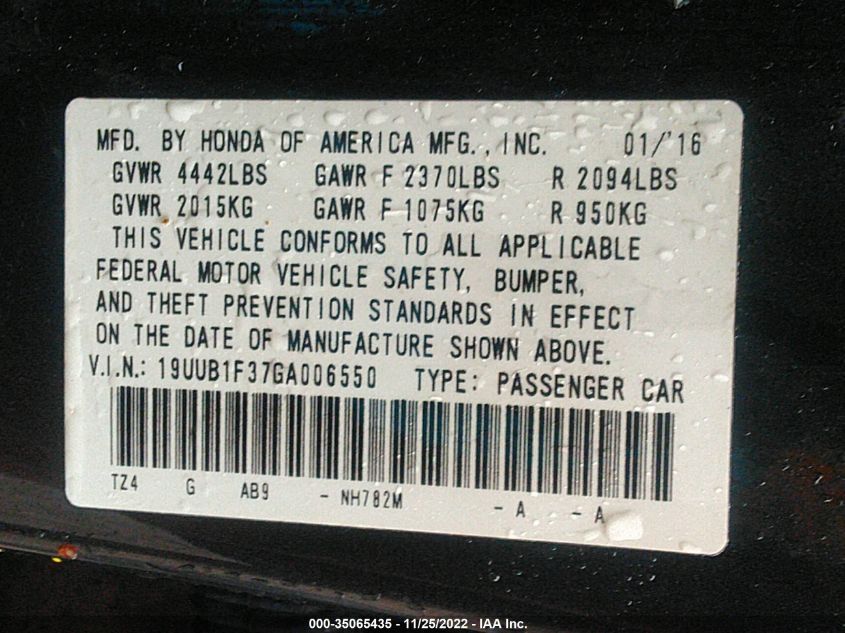 MFD. BY HONDA OF AMERICA MFG., INC. 01/'16
GVWR 4442LBS GAWR F 2370LBS R 2094LBS
GVWR 2015KG GAWR F 1075KG R 950KG
THIS VEHICLE CONFORMS TO ALL APPLICABLE
FEDERAL MOTOR VEHICLE SAFETY, BUMPER,
AND THEFT PREVENTION STANDARDS IN EFFECT
ON THE DATE OF MANUFACTURE SHOWN ABOVE.
V.I.N.: 19UUB1F37GA006550 TYPE: PASSENGER CAR
TZ4 G AB9 - NH782M - A - A
000-35065435 - 11/25/2022 - IAA Inc.